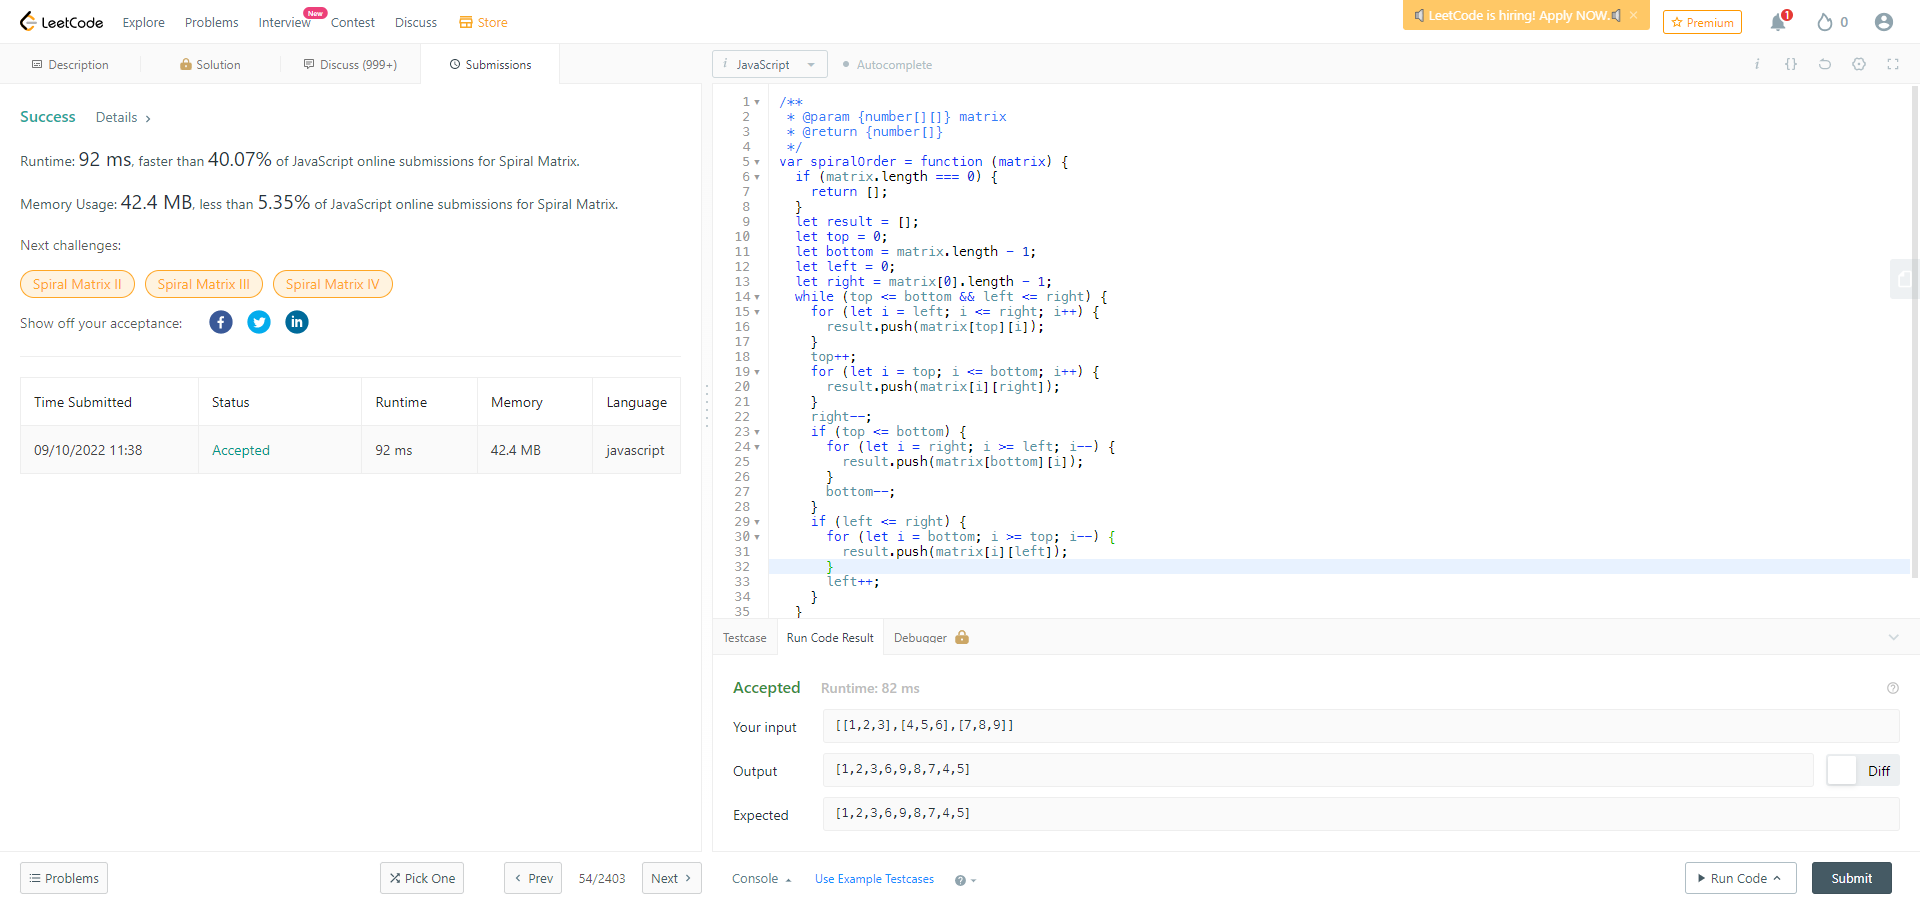 LeetCode
Explore
Problems
Interview
New
Contest
Discuss
Store
LeetCode is hiring! Apply NOW.
×
Premium
1
0
Description
Solution
Discuss (999+)
Submissions
i JavaScript
Autocomplete
i {}
Success Details >
Runtime: 92 ms, faster than 40.07% of JavaScript online submissions for Spiral Matrix.
Memory Usage: 42.4 MB, less than 5.35% of JavaScript online submissions for Spiral Matrix.
Next challenges:
Spiral Matrix II
Spiral Matrix III
Spiral Matrix IV
Show off your acceptance:
Time Submitted Status Runtime Memory Language
09/10/2022 11:38 Accepted 92 ms 42.4 MB javascript
1 /**
2 * @param {number[][]} matrix
3 * @return {number[]}
4 */
5 var spiralOrder = function (matrix) {
6 if (matrix.length === 0) {
7 return [];
8 }
9 let result = [];
10 let top = 0;
11 let bottom = matrix.length - 1;
12 let left = 0;
13 let right = matrix[0].length - 1;
14 while (top <= bottom && left <= right) {
15 for (let i = left; i <= right; i++) {
16 result.push(matrix[top][i]);
17 }
18 top++;
19 for (let i = top; i <= bottom; i++) {
20 result.push(matrix[i][right]);
21 }
22 right--;
23 if (top <= bottom) {
24 for (let i = right; i >= left; i--) {
25 result.push(matrix[bottom][i]);
26 }
27 bottom--;
28 }
29 if (left <= right) {
30 for (let i = bottom; i >= top; i--) {
31 result.push(matrix[i][left]);
32 }
33 left++;
34 }
35 }
Testcase
Run Code Result
Debugger
Accepted Runtime: 82 ms
Your input
[[1,2,3],[4,5,6],[7,8,9]]
Output
[1,2,3,6,9,8,7,4,5]
Diff
Expected
[1,2,3,6,9,8,7,4,5]
Problems
Pick One
< Prev
54/2403
Next >
Console
Use Example Testcases
Run Code
Submit